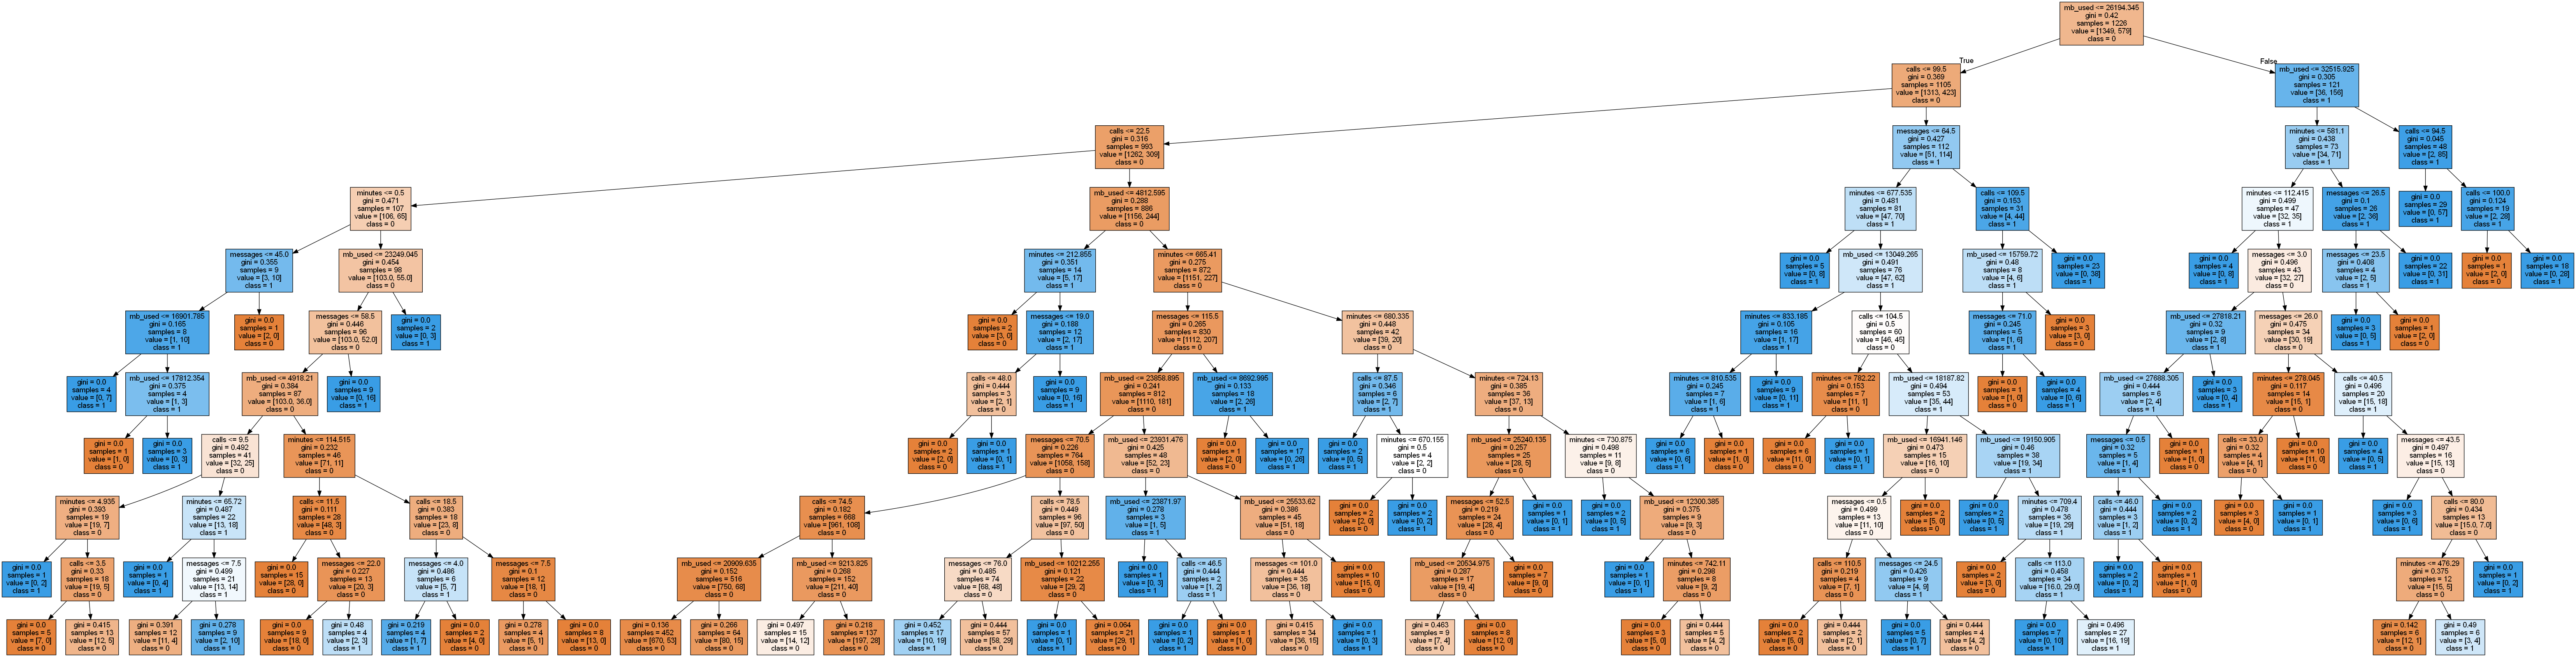 mb_used <= 26194.345
gini = 0.42
samples = 1226
value = [1349, 579]
class = 0
True
False
calls <= 99.5
gini = 0.369
samples = 1105
value = [1313, 423]
class = 0
mb_used <= 32515.925
gini = 0.305
samples = 121
value = [36, 156]
class = 1
calls <= 22.5
gini = 0.316
samples = 993
value = [1262, 309]
class = 0
messages <= 64.5
gini = 0.427
samples = 112
value = [51, 114]
class = 1
minutes <= 581.1
gini = 0.438
samples = 73
value = [34, 71]
class = 1
calls <= 94.5
gini = 0.045
samples = 48
value = [2, 85]
class = 1
minutes <= 0.5
gini = 0.471
samples = 107
value = [106, 65]
class = 0
mb_used <= 4812.595
gini = 0.288
samples = 886
value = [1156, 244]
class = 0
minutes <= 677.535
gini = 0.481
samples = 81
value = [47, 70]
class = 1
calls <= 109.5
gini = 0.153
samples = 31
value = [4, 44]
class = 1
minutes <= 112.415
gini = 0.499
samples = 47
value = [32, 35]
class = 1
messages <= 26.5
gini = 0.1
samples = 26
value = [2, 36]
class = 1
gini = 0.0
samples = 29
value = [0, 57]
class = 1
calls <= 100.0
gini = 0.124
samples = 19
value = [2, 28]
class = 1
messages <= 45.0
gini = 0.355
samples = 9
value = [3, 10]
class = 1
mb_used <= 23249.045
gini = 0.454
samples = 98
value = [103.0, 55.0]
class = 0
minutes <= 212.855
gini = 0.351
samples = 14
value = [5, 17]
class = 1
minutes <= 665.41
gini = 0.275
samples = 872
value = [1151, 227]
class = 0
gini = 0.0
samples = 5
value = [0, 8]
class = 1
mb_used <= 13049.265
gini = 0.491
samples = 76
value = [47, 62]
class = 1
mb_used <= 15759.72
gini = 0.48
samples = 8
value = [4, 6]
class = 1
gini = 0.0
samples = 23
value = [0, 38]
class = 1
gini = 0.0
samples = 4
value = [0, 8]
class = 1
messages <= 3.0
gini = 0.496
samples = 43
value = [32, 27]
class = 0
messages <= 23.5
gini = 0.408
samples = 4
value = [2, 5]
class = 1
gini = 0.0
samples = 22
value = [0, 31]
class = 1
gini = 0.0
samples = 1
value = [2, 0]
class = 0
gini = 0.0
samples = 18
value = [0, 28]
class = 1
mb_used <= 16901.785
gini = 0.165
samples = 8
value = [1, 10]
class = 1
gini = 0.0
samples = 1
value = [2, 0]
class = 0
messages <= 58.5
gini = 0.446
samples = 96
value = [103.0, 52.0]
class = 0
gini = 0.0
samples = 2
value = [0, 3]
class = 1
gini = 0.0
samples = 2
value = [3, 0]
class = 0
messages <= 19.0
gini = 0.188
samples = 12
value = [2, 17]
class = 1
messages <= 115.5
gini = 0.265
samples = 830
value = [1112, 207]
class = 0
minutes <= 680.335
gini = 0.448
samples = 42
value = [39, 20]
class = 0
minutes <= 833.185
gini = 0.105
samples = 16
value = [1, 17]
class = 1
calls <= 104.5
gini = 0.5
samples = 60
value = [46, 45]
class = 0
messages <= 71.0
gini = 0.245
samples = 5
value = [1, 6]
class = 1
gini = 0.0
samples = 3
value = [3, 0]
class = 0
mb_used <= 27818.21
gini = 0.32
samples = 9
value = [2, 8]
class = 1
messages <= 26.0
gini = 0.475
samples = 34
value = [30, 19]
class = 0
gini = 0.0
samples = 3
value = [0, 5]
class = 1
gini = 0.0
samples = 1
value = [2, 0]
class = 0
gini = 0.0
samples = 4
value = [0, 7]
class = 1
mb_used <= 17812.354
gini = 0.375
samples = 4
value = [1, 3]
class = 1
mb_used <= 4918.21
gini = 0.384
samples = 87
value = [103.0, 36.0]
class = 0
gini = 0.0
samples = 9
value = [0, 16]
class = 1
calls <= 48.0
gini = 0.444
samples = 3
value = [2, 1]
class = 0
gini = 0.0
samples = 9
value = [0, 16]
class = 1
mb_used <= 23858.895
gini = 0.241
samples = 812
value = [1110, 181]
class = 0
mb_used <= 8692.995
gini = 0.133
samples = 18
value = [2, 26]
class = 1
calls <= 87.5
gini = 0.346
samples = 6
value = [2, 7]
class = 1
minutes <= 724.13
gini = 0.385
samples = 36
value = [37, 13]
class = 0
minutes <= 810.535
gini = 0.245
samples = 7
value = [1, 6]
class = 1
gini = 0.0
samples = 9
value = [0, 11]
class = 1
minutes <= 782.22
gini = 0.153
samples = 7
value = [11, 1]
class = 0
mb_used <= 18187.82
gini = 0.494
samples = 53
value = [35, 44]
class = 1
gini = 0.0
samples = 1
value = [1, 0]
class = 0
gini = 0.0
samples = 4
value = [0, 6]
class = 1
mb_used <= 27688.305
gini = 0.444
samples = 6
value = [2, 4]
class = 1
gini = 0.0
samples = 3
value = [0, 4]
class = 1
minutes <= 278.045
gini = 0.117
samples = 14
value = [15, 1]
class = 0
calls <= 40.5
gini = 0.496
samples = 20
value = [15, 18]
class = 1
gini = 0.0
samples = 1
value = [1, 0]
class = 0
gini = 0.0
samples = 3
value = [0, 3]
class = 1
calls <= 9.5
gini = 0.492
samples = 41
value = [32, 25]
class = 0
minutes <= 114.515
gini = 0.232
samples = 46
value = [71, 11]
class = 0
gini = 0.0
samples = 2
value = [2, 0]
class = 0
gini = 0.0
samples = 1
value = [0, 1]
class = 1
messages <= 70.5
gini = 0.226
samples = 764
value = [1058, 158]
class = 0
mb_used <= 23931.476
gini = 0.425
samples = 48
value = [52, 23]
class = 0
gini = 0.0
samples = 1
value = [2, 0]
class = 0
gini = 0.0
samples = 17
value = [0, 26]
class = 1
gini = 0.0
samples = 2
value = [0, 5]
class = 1
minutes <= 670.155
gini = 0.5
samples = 4
value = [2, 2]
class = 0
mb_used <= 25240.135
gini = 0.257
samples = 25
value = [28, 5]
class = 0
minutes <= 730.875
gini = 0.498
samples = 11
value = [9, 8]
class = 0
gini = 0.0
samples = 6
value = [0, 6]
class = 1
gini = 0.0
samples = 1
value = [1, 0]
class = 0
gini = 0.0
samples = 6
value = [11, 0]
class = 0
gini = 0.0
samples = 1
value = [0, 1]
class = 1
mb_used <= 16941.146
gini = 0.473
samples = 15
value = [16, 10]
class = 0
mb_used <= 19150.905
gini = 0.46
samples = 38
value = [19, 34]
class = 1
messages <= 0.5
gini = 0.32
samples = 5
value = [1, 4]
class = 1
gini = 0.0
samples = 1
value = [1, 0]
class = 0
calls <= 33.0
gini = 0.32
samples = 4
value = [4, 1]
class = 0
gini = 0.0
samples = 10
value = [11, 0]
class = 0
gini = 0.0
samples = 4
value = [0, 5]
class = 1
messages <= 43.5
gini = 0.497
samples = 16
value = [15, 13]
class = 0
minutes <= 4.935
gini = 0.393
samples = 19
value = [19, 7]
class = 0
minutes <= 65.72
gini = 0.487
samples = 22
value = [13, 18]
class = 1
calls <= 11.5
gini = 0.111
samples = 28
value = [48, 3]
class = 0
calls <= 18.5
gini = 0.383
samples = 18
value = [23, 8]
class = 0
calls <= 74.5
gini = 0.182
samples = 668
value = [961, 108]
class = 0
calls <= 78.5
gini = 0.449
samples = 96
value = [97, 50]
class = 0
mb_used <= 23871.97
gini = 0.278
samples = 3
value = [1, 5]
class = 1
mb_used <= 25533.62
gini = 0.386
samples = 45
value = [51, 18]
class = 0
gini = 0.0
samples = 2
value = [2, 0]
class = 0
gini = 0.0
samples = 2
value = [0, 2]
class = 1
messages <= 52.5
gini = 0.219
samples = 24
value = [28, 4]
class = 0
gini = 0.0
samples = 1
value = [0, 1]
class = 1
gini = 0.0
samples = 2
value = [0, 5]
class = 1
mb_used <= 12300.385
gini = 0.375
samples = 9
value = [9, 3]
class = 0
messages <= 0.5
gini = 0.499
samples = 13
value = [11, 10]
class = 0
gini = 0.0
samples = 2
value = [5, 0]
class = 0
gini = 0.0
samples = 2
value = [0, 5]
class = 1
minutes <= 709.4
gini = 0.478
samples = 36
value = [19, 29]
class = 1
calls <= 46.0
gini = 0.444
samples = 3
value = [1, 2]
class = 1
gini = 0.0
samples = 2
value = [0, 2]
class = 1
gini = 0.0
samples = 3
value = [4, 0]
class = 0
gini = 0.0
samples = 1
value = [0, 1]
class = 1
gini = 0.0
samples = 3
value = [0, 6]
class = 1
calls <= 80.0
gini = 0.434
samples = 13
value = [15.0, 7.0]
class = 0
gini = 0.0
samples = 1
value = [0, 2]
class = 1
calls <= 3.5
gini = 0.33
samples = 18
value = [19, 5]
class = 0
gini = 0.0
samples = 1
value = [0, 4]
class = 1
messages <= 7.5
gini = 0.499
samples = 21
value = [13, 14]
class = 1
gini = 0.0
samples = 15
value = [28, 0]
class = 0
messages <= 22.0
gini = 0.227
samples = 13
value = [20, 3]
class = 0
messages <= 4.0
gini = 0.486
samples = 6
value = [5, 7]
class = 1
messages <= 7.5
gini = 0.1
samples = 12
value = [18, 1]
class = 0
mb_used <= 20909.635
gini = 0.152
samples = 516
value = [750, 68]
class = 0
mb_used <= 9213.825
gini = 0.268
samples = 152
value = [211, 40]
class = 0
messages <= 76.0
gini = 0.485
samples = 74
value = [68, 48]
class = 0
mb_used <= 10212.255
gini = 0.121
samples = 22
value = [29, 2]
class = 0
gini = 0.0
samples = 1
value = [0, 3]
class = 1
calls <= 46.5
gini = 0.444
samples = 2
value = [1, 2]
class = 1
messages <= 101.0
gini = 0.444
samples = 35
value = [36, 18]
class = 0
gini = 0.0
samples = 10
value = [15, 0]
class = 0
mb_used <= 20534.975
gini = 0.287
samples = 17
value = [19, 4]
class = 0
gini = 0.0
samples = 7
value = [9, 0]
class = 0
gini = 0.0
samples = 1
value = [0, 1]
class = 1
minutes <= 742.11
gini = 0.298
samples = 8
value = [9, 2]
class = 0
calls <= 110.5
gini = 0.219
samples = 4
value = [7, 1]
class = 0
messages <= 24.5
gini = 0.426
samples = 9
value = [4, 9]
class = 1
gini = 0.0
samples = 2
value = [3, 0]
class = 0
calls <= 113.0
gini = 0.458
samples = 34
value = [16.0, 29.0]
class = 1
gini = 0.0
samples = 2
value = [0, 2]
class = 1
gini = 0.0
samples = 1
value = [1, 0]
class = 0
minutes <= 476.29
gini = 0.375
samples = 12
value = [15, 5]
class = 0
gini = 0.0
samples = 1
value = [0, 2]
class = 1
gini = 0.0
samples = 5
value = [7, 0]
class = 0
gini = 0.415
samples = 13
value = [12, 5]
class = 0
gini = 0.391
samples = 12
value = [11, 4]
class = 0
gini = 0.278
samples = 9
value = [2, 10]
class = 1
gini = 0.0
samples = 9
value = [18, 0]
class = 0
gini = 0.48
samples = 4
value = [2, 3]
class = 1
gini = 0.219
samples = 4
value = [1, 7]
class = 1
gini = 0.0
samples = 2
value = [4, 0]
class = 0
gini = 0.278
samples = 4
value = [5, 1]
class = 0
gini = 0.0
samples = 8
value = [13, 0]
class = 0
gini = 0.136
samples = 452
value = [670, 53]
class = 0
gini = 0.266
samples = 64
value = [80, 15]
class = 0
gini = 0.497
samples = 15
value = [14, 12]
class = 0
gini = 0.218
samples = 137
value = [197, 28]
class = 0
gini = 0.452
samples = 17
value = [10, 19]
class = 1
gini = 0.444
samples = 57
value = [58, 29]
class = 0
gini = 0.0
samples = 1
value = [0, 1]
class = 1
gini = 0.064
samples = 21
value = [29, 1]
class = 0
gini = 0.0
samples = 1
value = [0, 2]
class = 1
gini = 0.0
samples = 1
value = [1, 0]
class = 0
gini = 0.415
samples = 34
value = [36, 15]
class = 0
gini = 0.0
samples = 1
value = [0, 3]
class = 1
gini = 0.463
samples = 9
value = [7, 4]
class = 0
gini = 0.0
samples = 8
value = [12, 0]
class = 0
gini = 0.0
samples = 3
value = [5, 0]
class = 0
gini = 0.444
samples = 5
value = [4, 2]
class = 0
gini = 0.0
samples = 2
value = [5, 0]
class = 0
gini = 0.444
samples = 2
value = [2, 1]
class = 0
gini = 0.0
samples = 5
value = [0, 7]
class = 1
gini = 0.444
samples = 4
value = [4, 2]
class = 0
gini = 0.0
samples = 7
value = [0, 10]
class = 1
gini = 0.496
samples = 27
value = [16, 19]
class = 1
gini = 0.142
samples = 6
value = [12, 1]
class = 0
gini = 0.49
samples = 6
value = [3, 4]
class = 1